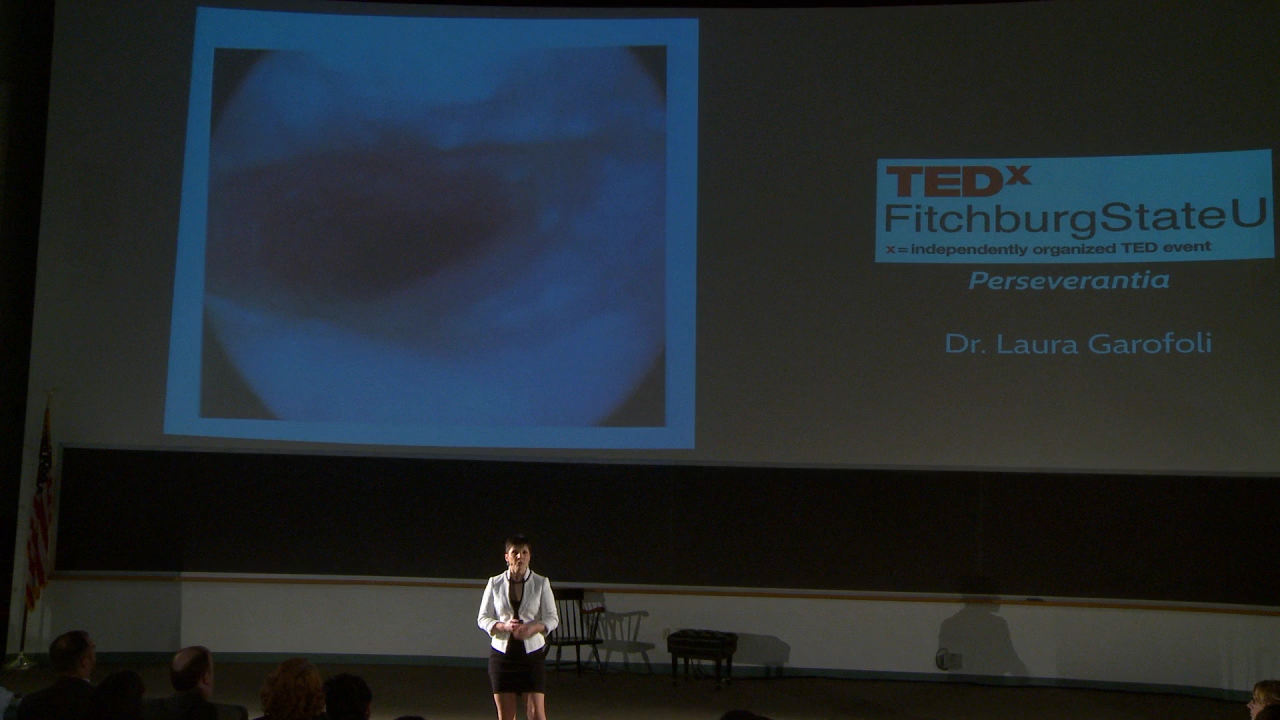 TEDx
FitchburgStateU
x = independently organized TED event
Perseverantia
Dr. Laura Garofoli